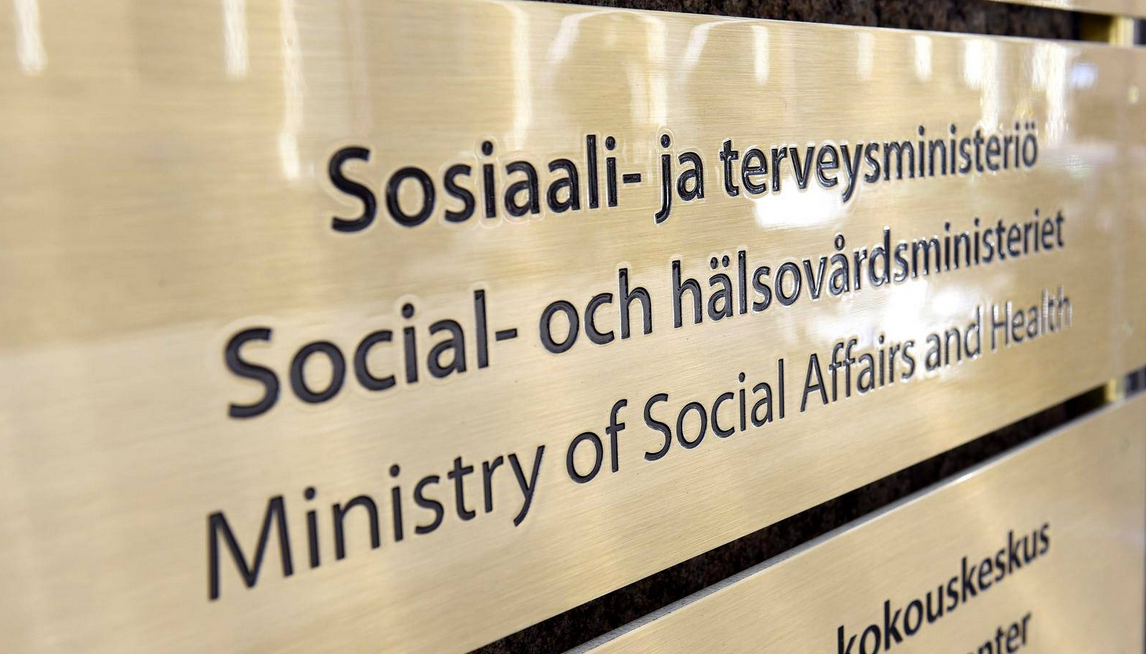 Sosiaali- ja terveysministeriö
Social- och hälsovårdsministeriet
Ministry of Social Affairs and Health
kokouskeskus